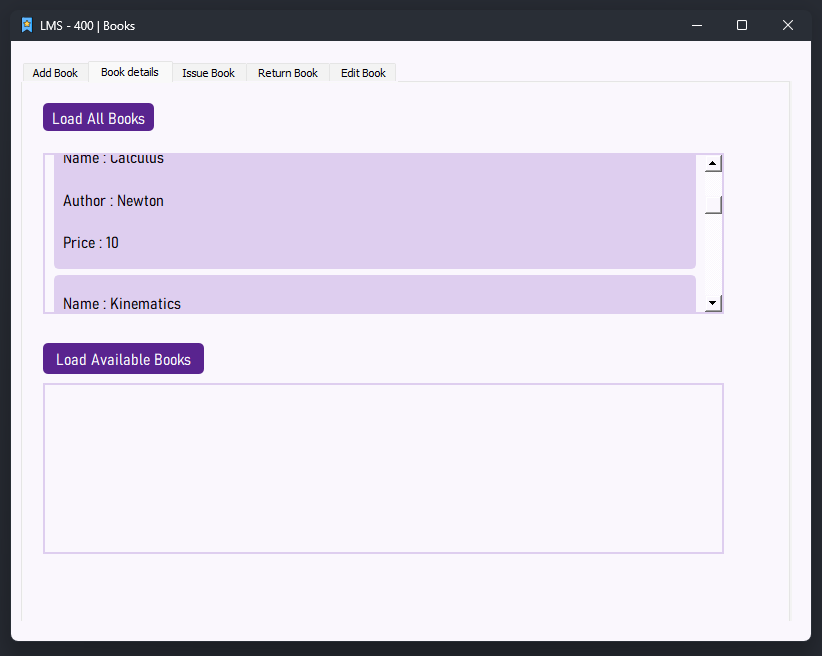 LMS - 400 | Books
Add Book Book details Issue Book Return Book Edit Book
Load All Books
Name : Calculus
Author : Newton
Price : 10
Name : Kinematics
Load Available Books